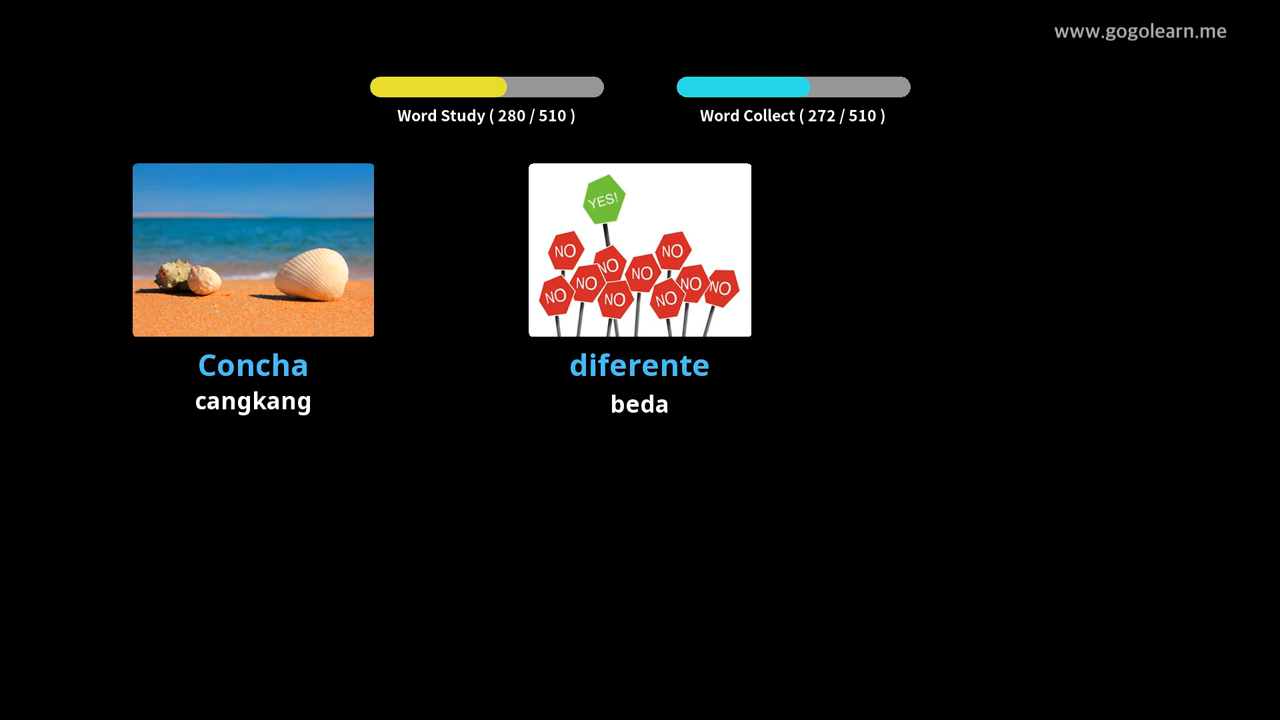 www.gogolearn.me
Word Study ( 280 / 510 )
Word Collect ( 272 / 510 )
YES!
NO
NO
NO
NO
NO
NO
NO
NO
NO
NO
Concha
cangkang
diferente
beda